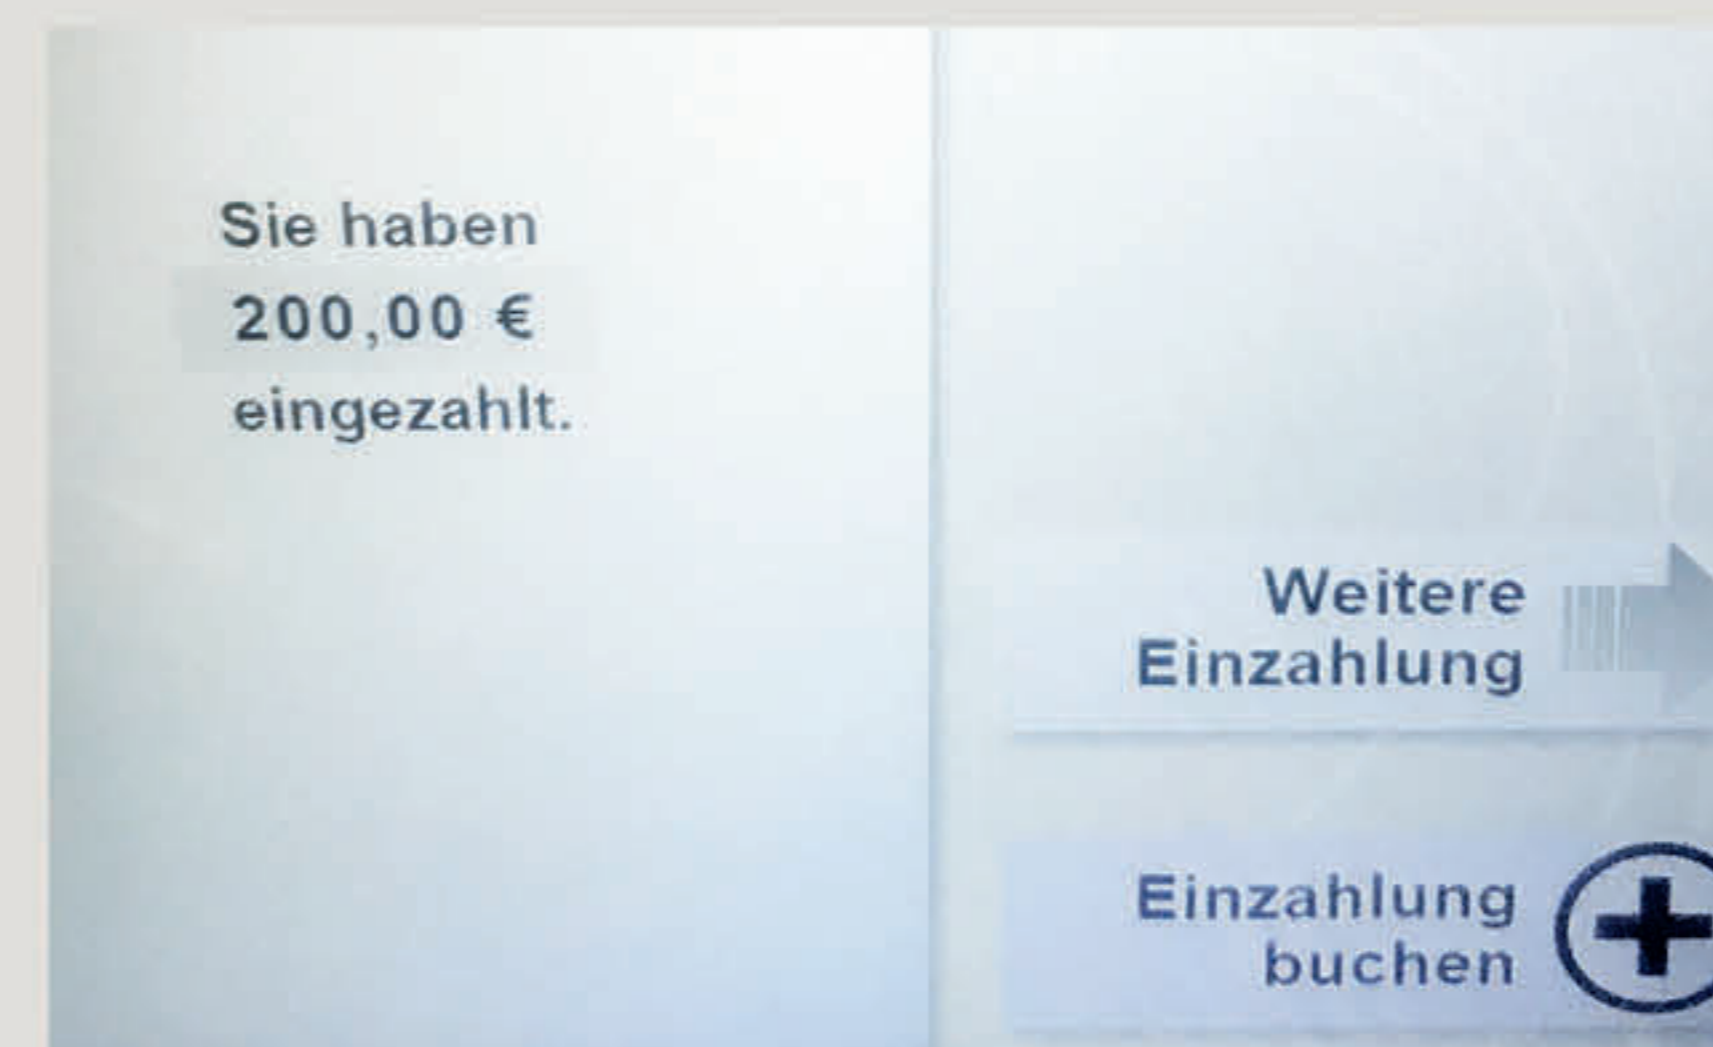 Sie haben
200,00 €
eingezahlt.
Weitere
Einzahlung
Einzahlung
buchen